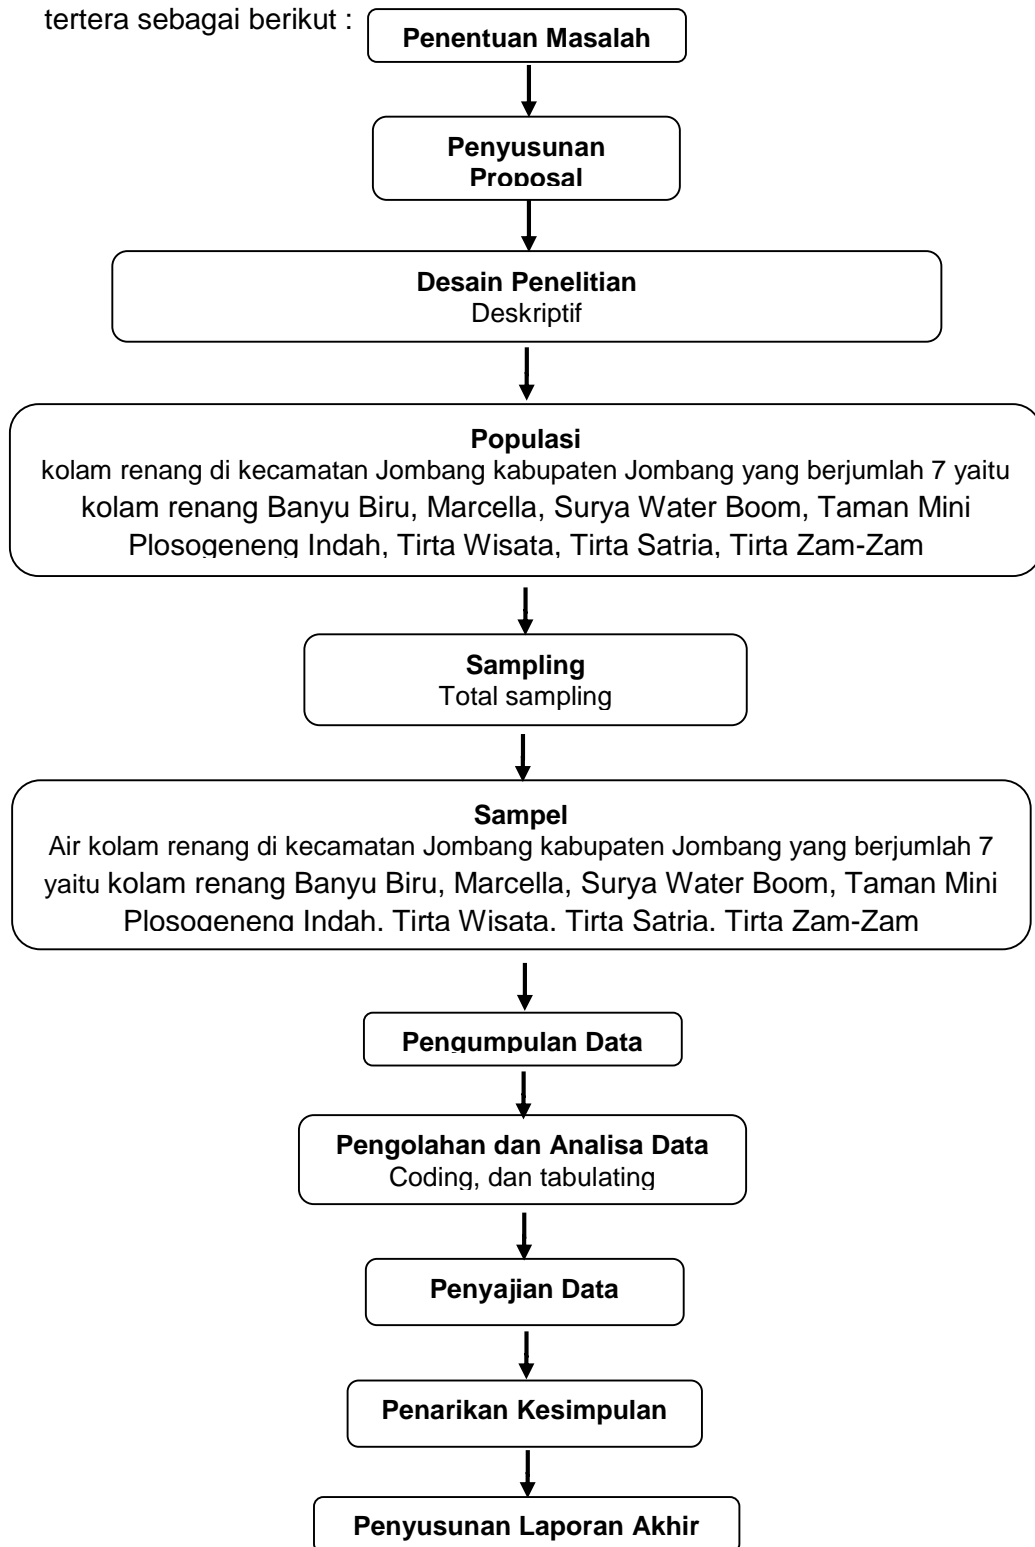 tertera sebagai berikut :
Penentuan Masalah
Penyusunan
Proposal
Desain Penelitian
Deskriptif
Populasi
kolam renang di kecamatan Jombang kabupaten Jombang yang berjumlah 7 yaitu
kolam renang Banyu Biru, Marcella, Surya Water Boom, Taman Mini
Plosogeneng Indah, Tirta Wisata, Tirta Satria, Tirta Zam-Zam
Sampling
Total sampling
Sampel
Air kolam renang di kecamatan Jombang kabupaten Jombang yang berjumlah 7
yaitu kolam renang Banyu Biru, Marcella, Surya Water Boom, Taman Mini
Plosogeneng Indah, Tirta Wisata, Tirta Satria, Tirta Zam-Zam
Pengumpulan Data
Pengolahan dan Analisa Data
Coding, dan tabulating
Penyajian Data
Penarikan Kesimpulan
Penyusunan Laporan Akhir